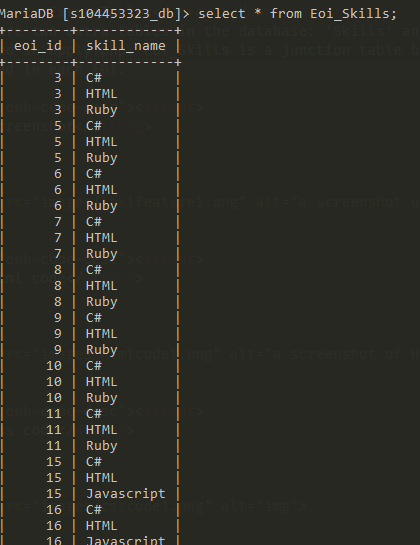 MariaDB [s104453323_db]> select * from Eoi_Skills;
+--------+------------+
| eoi_id | skill_name |
+--------+------------+
|      3 | C#         |
|      3 | HTML       |
|      3 | Ruby       |
|      5 | C#         |
|      5 | HTML       |
|      5 | Ruby       |
|      6 | C#         |
|      6 | HTML       |
|      6 | Ruby       |
|      7 | C#         |
|      7 | HTML       |
|      7 | Ruby       |
|      8 | C#         |
|      8 | HTML       |
|      8 | Ruby       |
|      9 | C#         |
|      9 | HTML       |
|      9 | Ruby       |
|     10 | C#         |
|     10 | HTML       |
|     10 | Ruby       |
|     11 | C#         |
|     11 | HTML       |
|     11 | Ruby       |
|     15 | C#         |
|     15 | HTML       |
|     15 | Javascript |
|     16 | C#         |
|     16 | HTML       |
|     16 | Javascript |